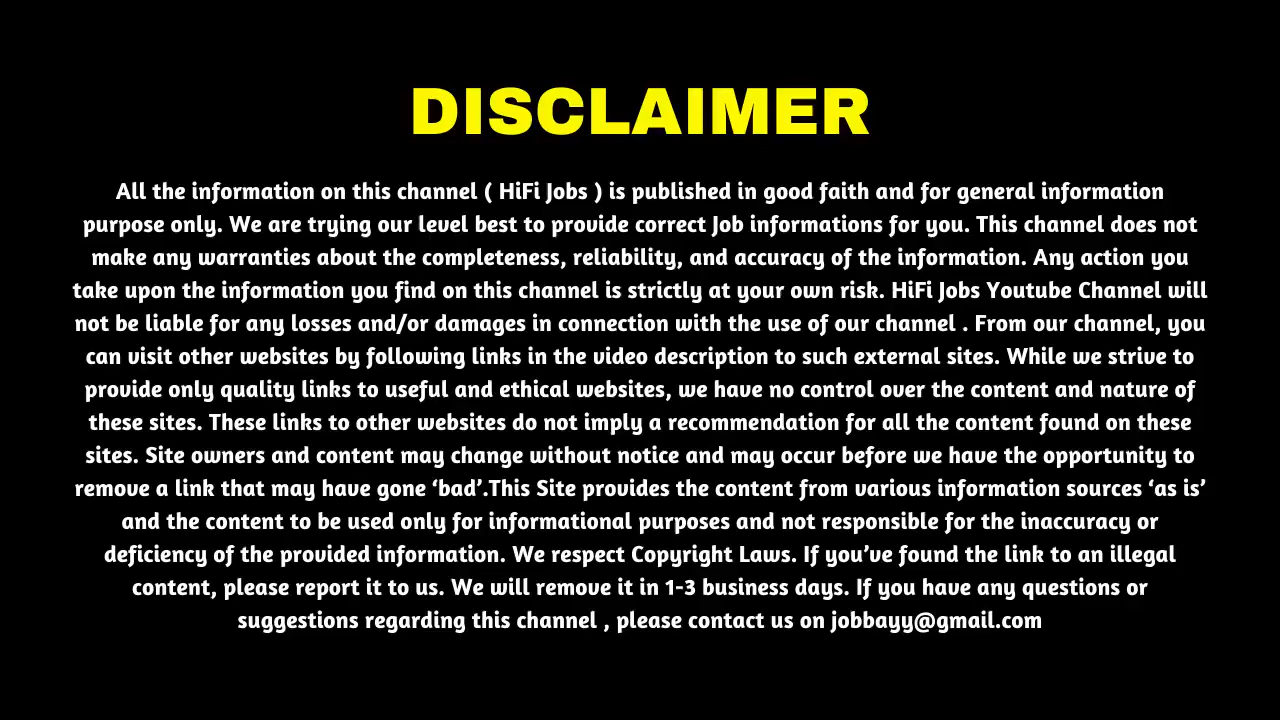 DISCLAIMER
All the information on this channel ( HiFi Jobs ) is published in good faith and for general information
purpose only. We are trying our level best to provide correct Job informations for you. This channel does not
make any warranties about the completeness, reliability, and accuracy of the information. Any action you
take upon the information you find on this channel is strictly at your own risk. HiFi Jobs Youtube Channel will
not be liable for any losses and/or damages in connection with the use of our channel . From our channel, you
can visit other websites by following links in the video description to such external sites. While we strive to
provide only quality links to useful and ethical websites, we have no control over the content and nature of
these sites. These links to other websites do not imply a recommendation for all the content found on these
sites. Site owners and content may change without notice and may occur before we have the opportunity to
remove a link that may have gone ‘bad’.This Site provides the content from various information sources ‘as is’
and the content to be used only for informational purposes and not responsible for the inaccuracy or
deficiency of the provided information. We respect Copyright Laws. If you’ve found the link to an illegal
content, please report it to us. We will remove it in 1-3 business days. If you have any questions or
suggestions regarding this channel , please contact us on jobbayy@gmail.com